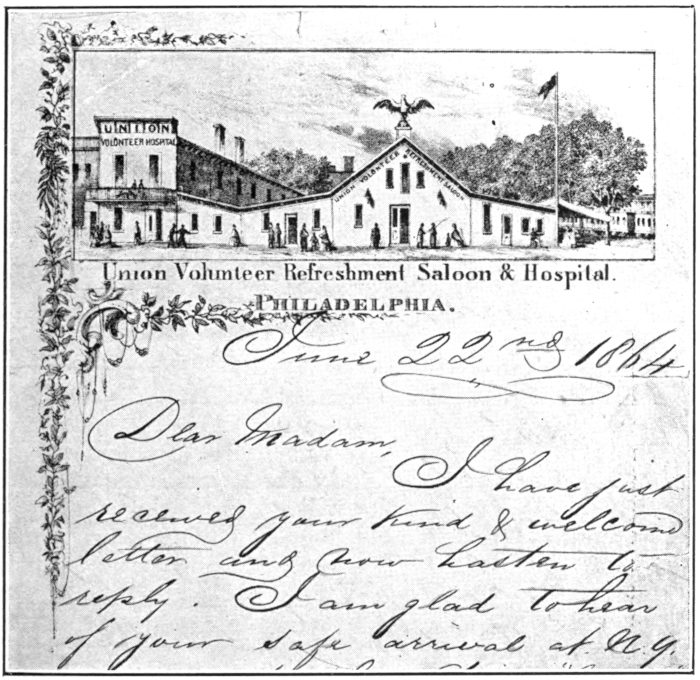 UNION
VOLUNTEER HOSPITAL
UNION VOLUNTEER REFRESHMENT SALOON
Union Volunteer Refreshment Saloon & Hospital.
PHILADELPHIA.
June 22nd 1864
Dear Madam,
I have just
received your kind & welcome
letter and now hasten to
reply. I am glad to hear
of your safe arrival at N.Y.